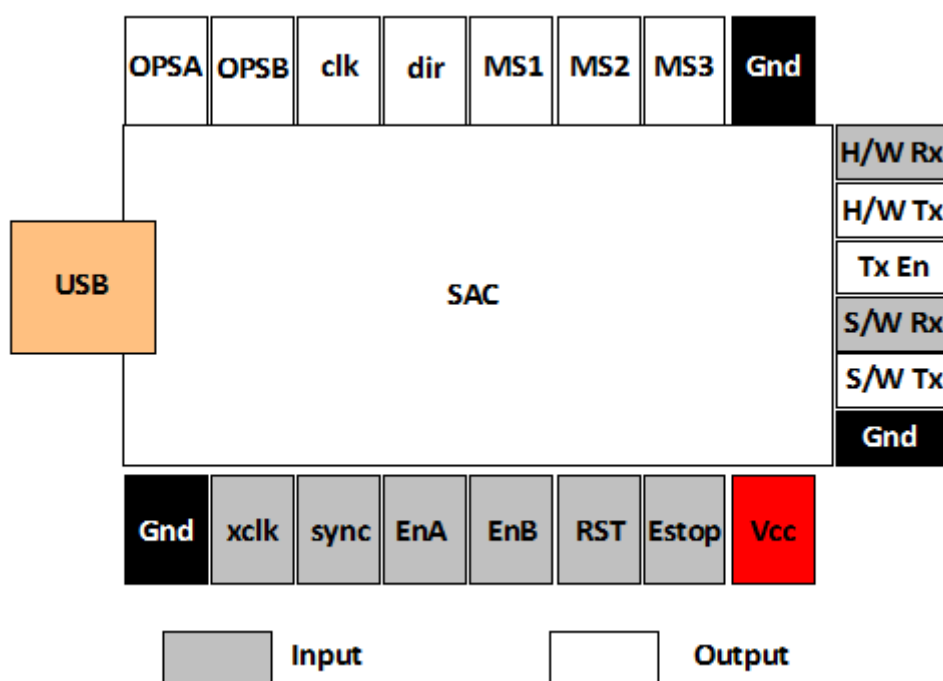 OPSA OPSB clk dir MS1 MS2 MS3 Gnd
H/W Rx
H/W Tx
Tx En
USB
SAC
S/W Rx
S/W Tx
Gnd
Gnd xclk sync EnA EnB RST Estop Vcc
Input Output